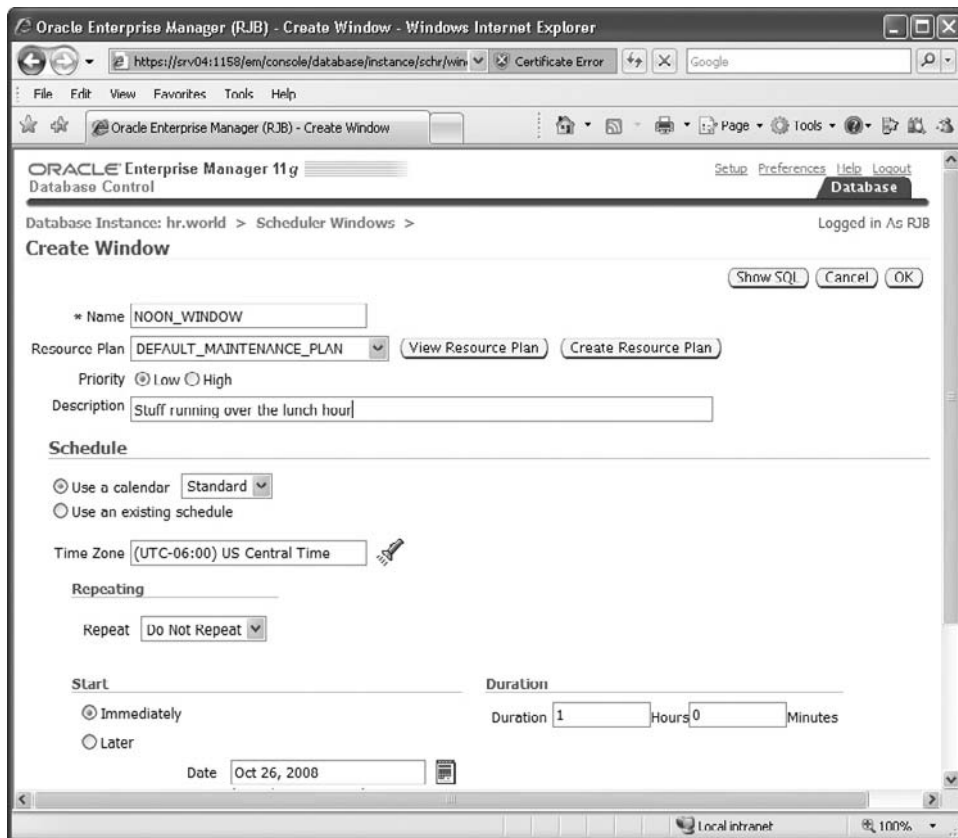 Oracle Enterprise Manager (RJB) - Create Window - Windows Internet Explorer
https://srv04:1158/em/console/database/instance/schr/win Certificate Error Google
File Edit View Favorites Tools Help
Oracle Enterprise Manager (RJB) - Create Window Page Tools
ORACLE Enterprise Manager 11g Setup Preferences Help Logout
Database Control Database
Database Instance: hr.world > Scheduler Windows > Logged in As RJB
Create Window
Show SQL Cancel OK
* Name NOON_WINDOW
Resource Plan DEFAULT_MAINTENANCE_PLAN View Resource Plan Create Resource Plan
Priority Low High
Description Stuff running over the lunch hour
Schedule
Use a calendar Standard
Use an existing schedule
Time Zone (UTC-06:00) US Central Time
Repeating
Repeat Do Not Repeat
Start Duration
Immediately Duration 1 Hours 0 Minutes
Later
Date Oct 26, 2008
Local intranet 100%